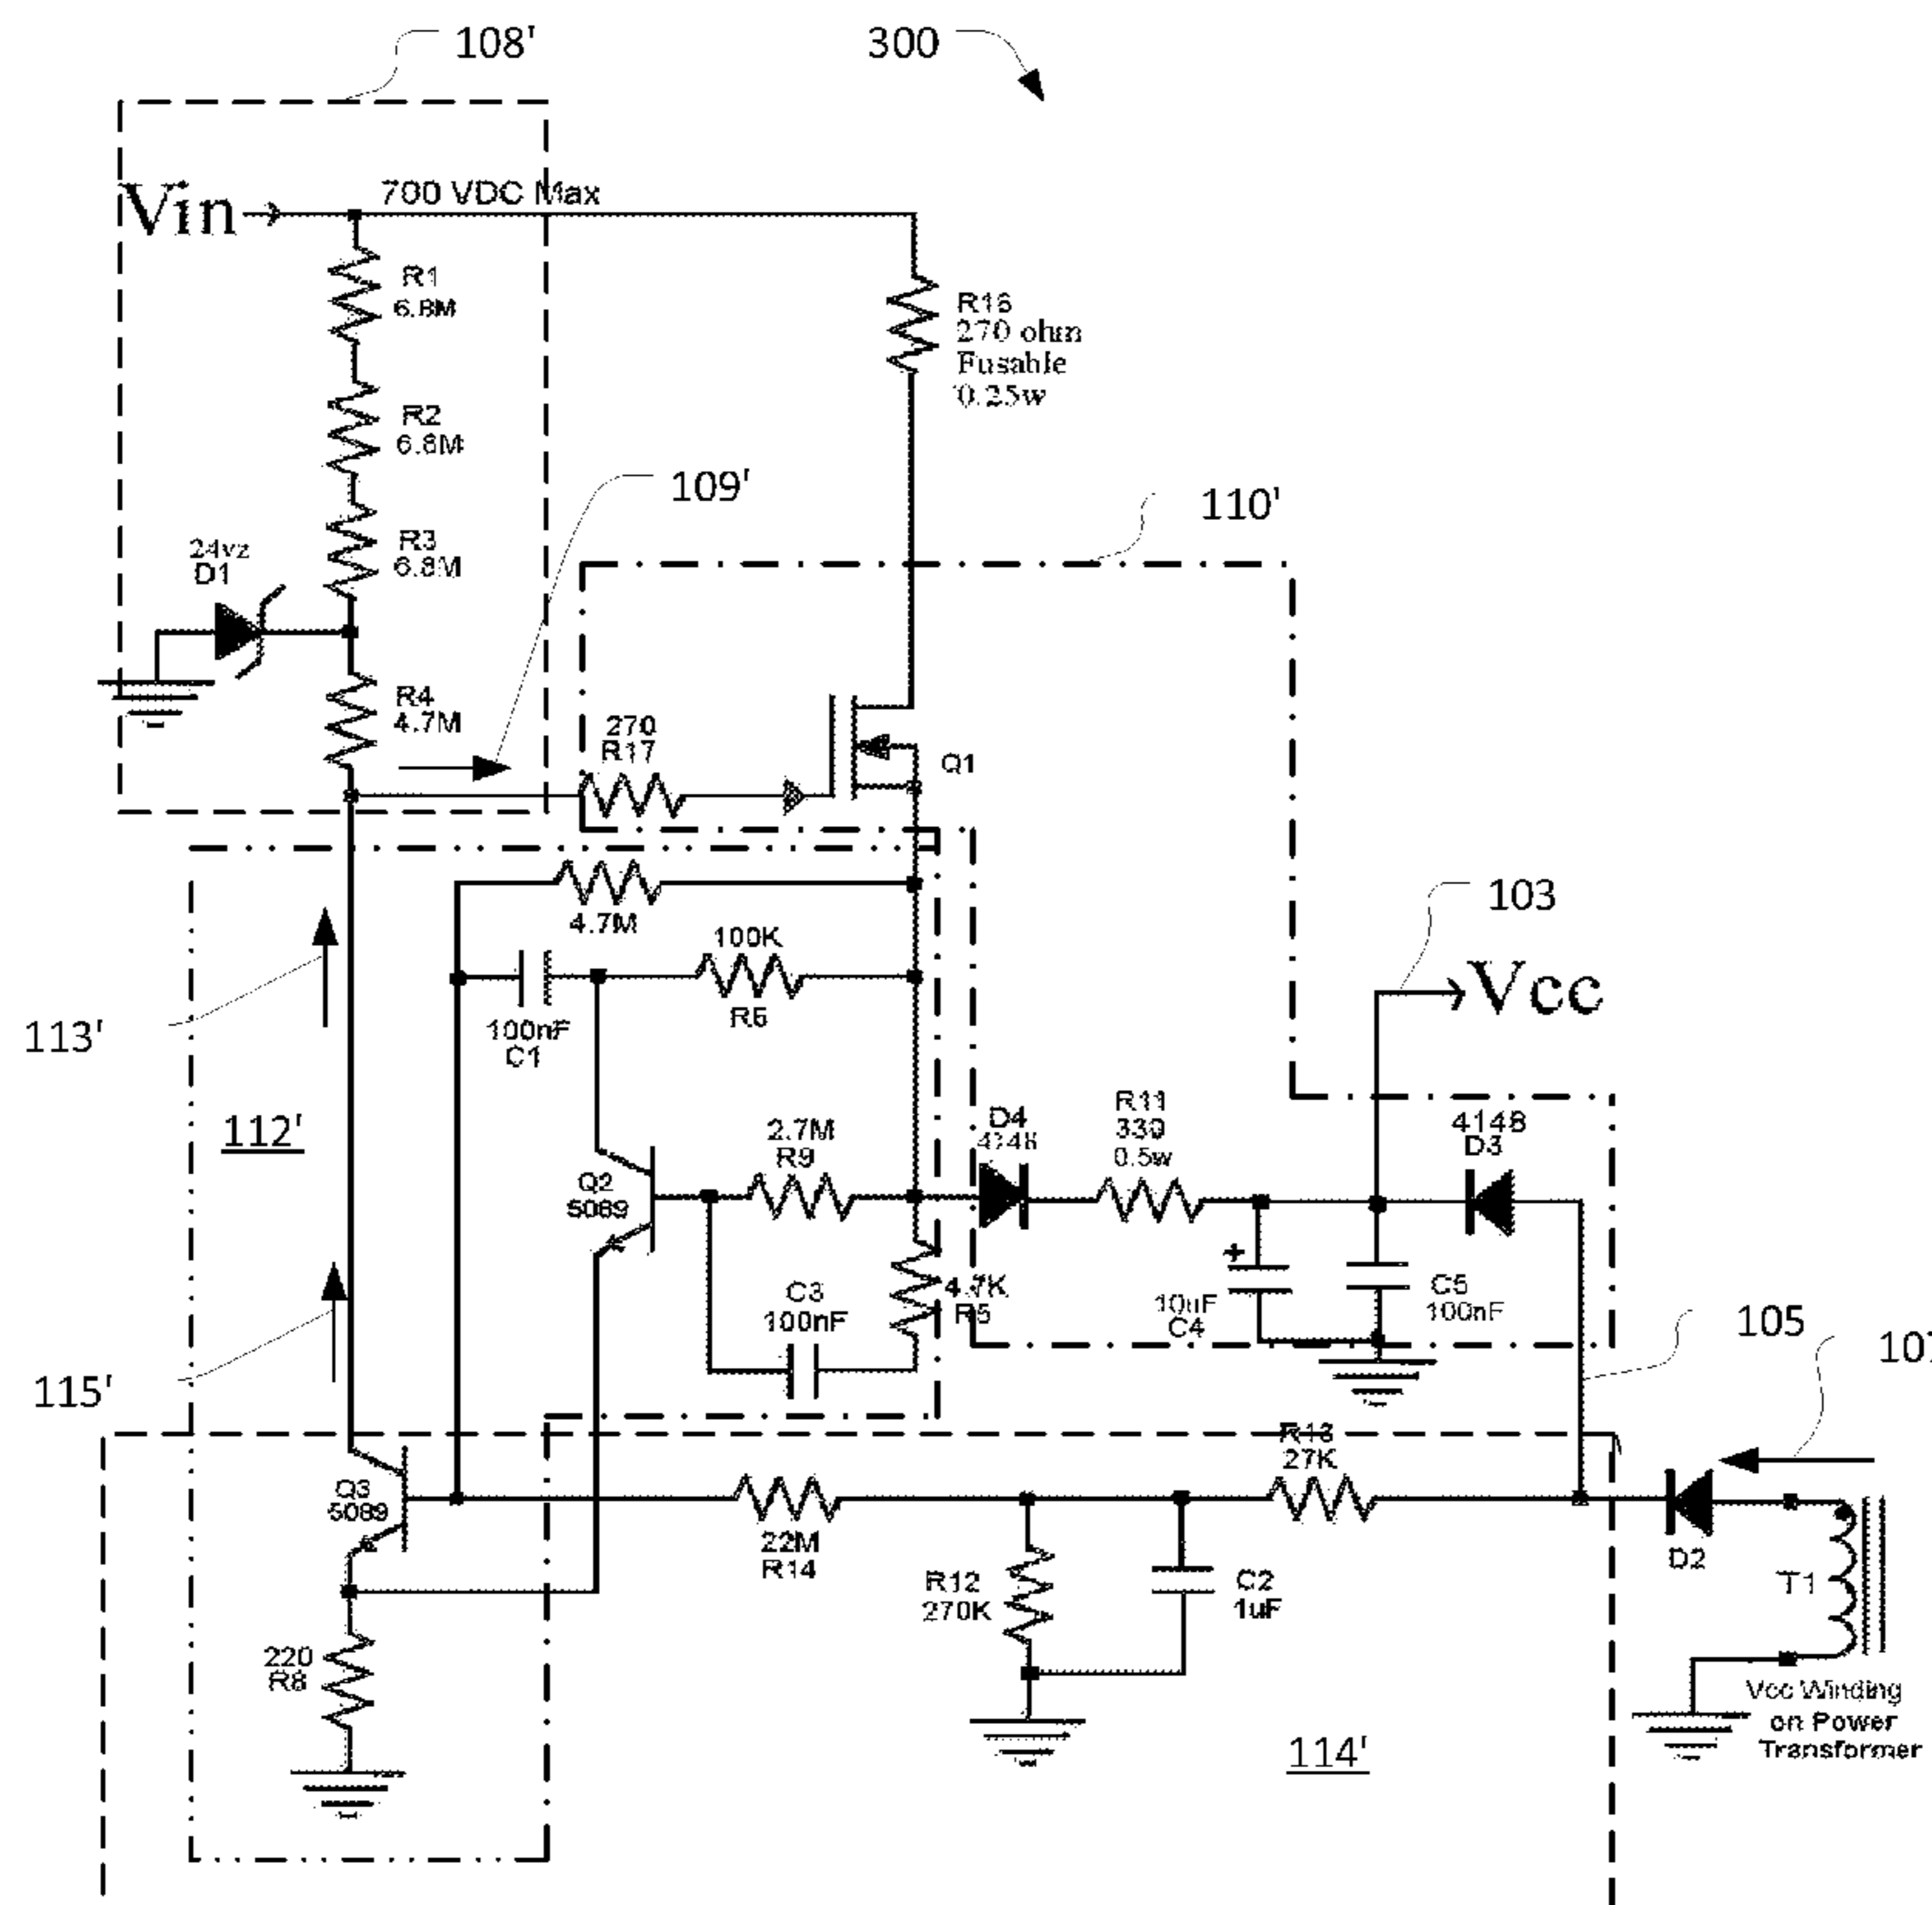 108'
300
Vin
700 VDC Max
R1
6.8M
R16
270 ohm
Fusable
0.25w
R2
6.8M
109'
110'
R3
6.8M
24vz
D1
R4
4.7M
270
R17
Q1
4.7M
103
100K
Vcc
R6
100nF
C1
113'
112'
D4
4148
R11
330
0.5w
4148
D3
2.7M
R9
Q2
5089
4.7K
R5
C3
100nF
10uF
C4
C5
100nF
105
107
115'
R13
27K
Q3
5089
22M
R14
D2
R12
270K
C2
1uF
T1
220
R8
Vcc Winding
on Power
Transformer
114'